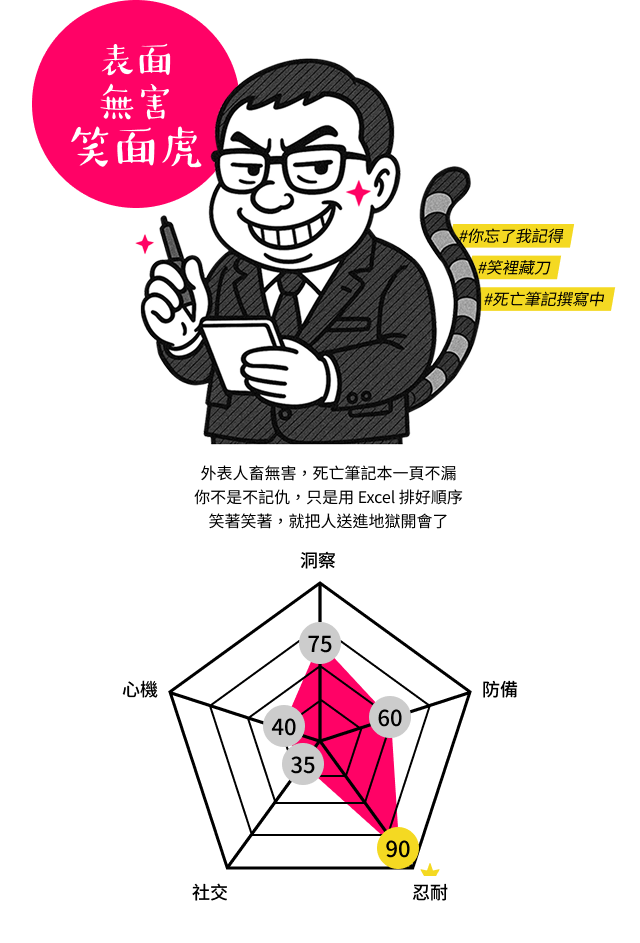 表面
無害
笑面虎
#你忘了我記得
#笑裡藏刀
#死亡筆記撰寫中
外表人畜無害，死亡筆記本一頁不漏
你不是不記仇，只是用 Excel 排好順序
笑著笑著，就把人送進地獄開會了
洞察
75
心機
防備
40
60
35
90
社交
忍耐